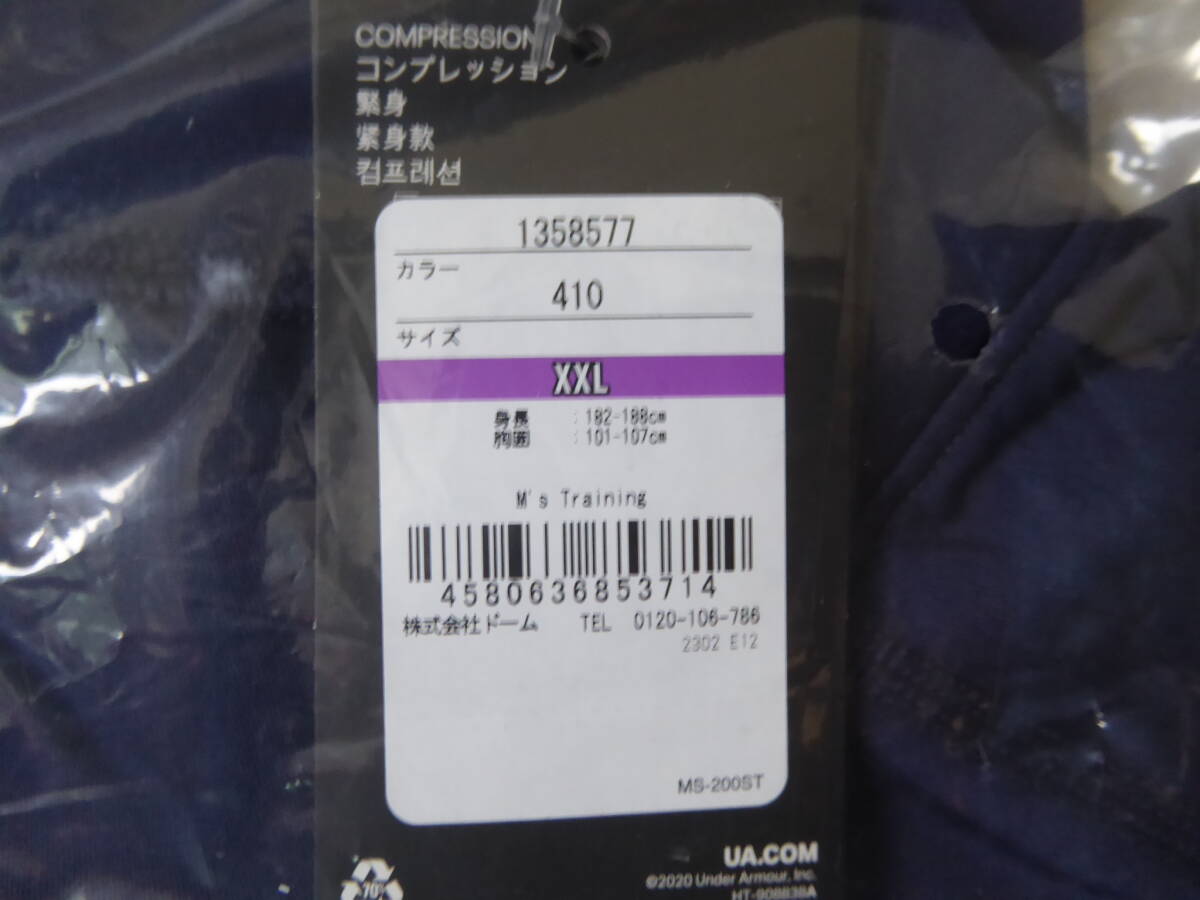 COMPRESSION
コンプレッション
緊身
紧身款
컴프레션
1358577
カラー
410
サイズ
XXL
身長 : 182-188cm
胸囲 : 101-107cm
M's Training
4580636853714
株式会社ドーム TEL 0120-106-786
2302 E12
MS-200ST
UA.COM
©2020 Under Armour, Inc.
HT-908838A
70%